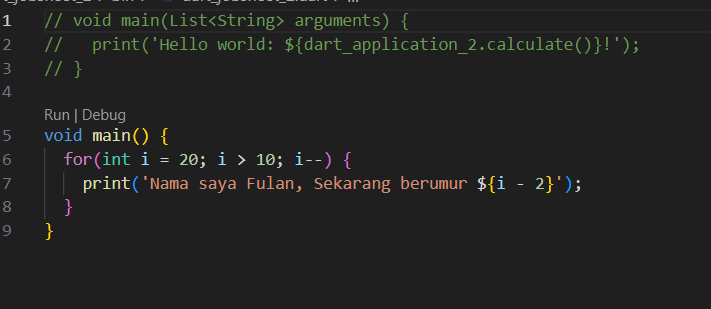 1 // void main(List<String> arguments) {
2 //   print('Hello world: ${dart_application_2.calculate()}!');
3 // }
4
Run | Debug
5 void main() {
6   for(int i = 20; i > 10; i--) {
7     print('Nama saya Fulan, Sekarang berumur ${i - 2}');
8   }
9 }